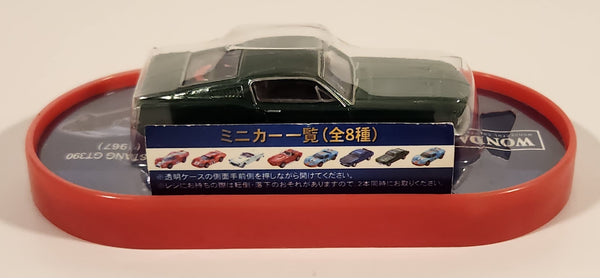 ミニカー一覧(全8種)
※透明ケースの側面手前側を押しながら開けてください。
※レジにお持ちの際は転倒・落下のおそれがありますので、2本同時にお取りください。
STANG GT390
(1967)
WONDA